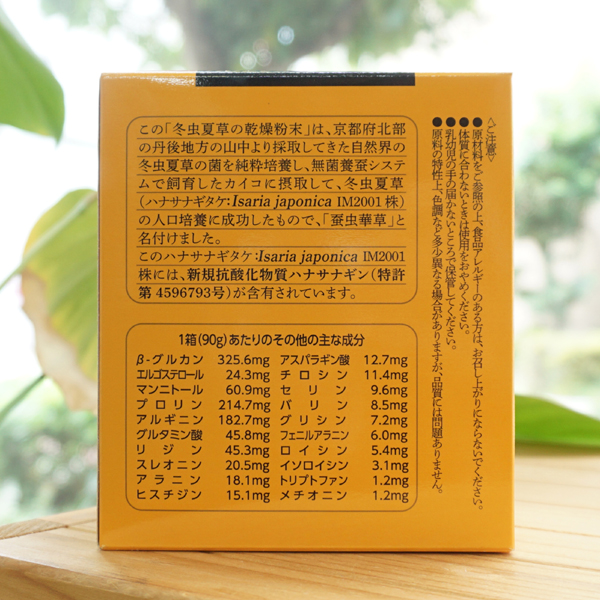 この「冬虫夏草の乾燥粉末」は、京都府北部
の丹後地方の山中より採取してきた自然界の
冬虫夏草の菌を純粋培養し、無菌養蚕システ
ムで飼育したカイコに摂取して、冬虫夏草
(ハナサナギタケ:Isaria japonica IM2001 株)
の人口培養に成功したもので、「蚕虫華草」と
名付けました。
このハナサナギタケ:Isaria japonica IM2001
株には、新規抗酸化物質ハナサナギン(特許
第 4596793号)が含有されています。
1箱(90g)あたりのその他の主な成分
β-グルカン 325.6mg アスパラギン酸 12.7mg
エルゴステロール 24.3mg チロシン 11.4mg
マンニトール 60.9mg セリン 9.6mg
プロリン 214.7mg バリン 8.5mg
アルギニン 182.7mg グリシン 7.2mg
グルタミン酸 45.8mg フェニルアラニン 6.0mg
リジン 45.3mg ロイシン 5.4mg
スレオニン 20.5mg イソロイシン 3.1mg
アラニン 18.1mg トリプトファン 1.2mg
ヒスチジン 15.1mg メチオニン 1.2mg
〈ご注意〉
●原材料をご参照の上、食品アレルギーのある方は、お召し上がりにならないでください。
●体質に合わないときは使用をおやめください。
●乳幼児の手の届かないところで保管してください。
●原料の特性上、色調など多少異なる場合がありますが、品質には問題ありません。